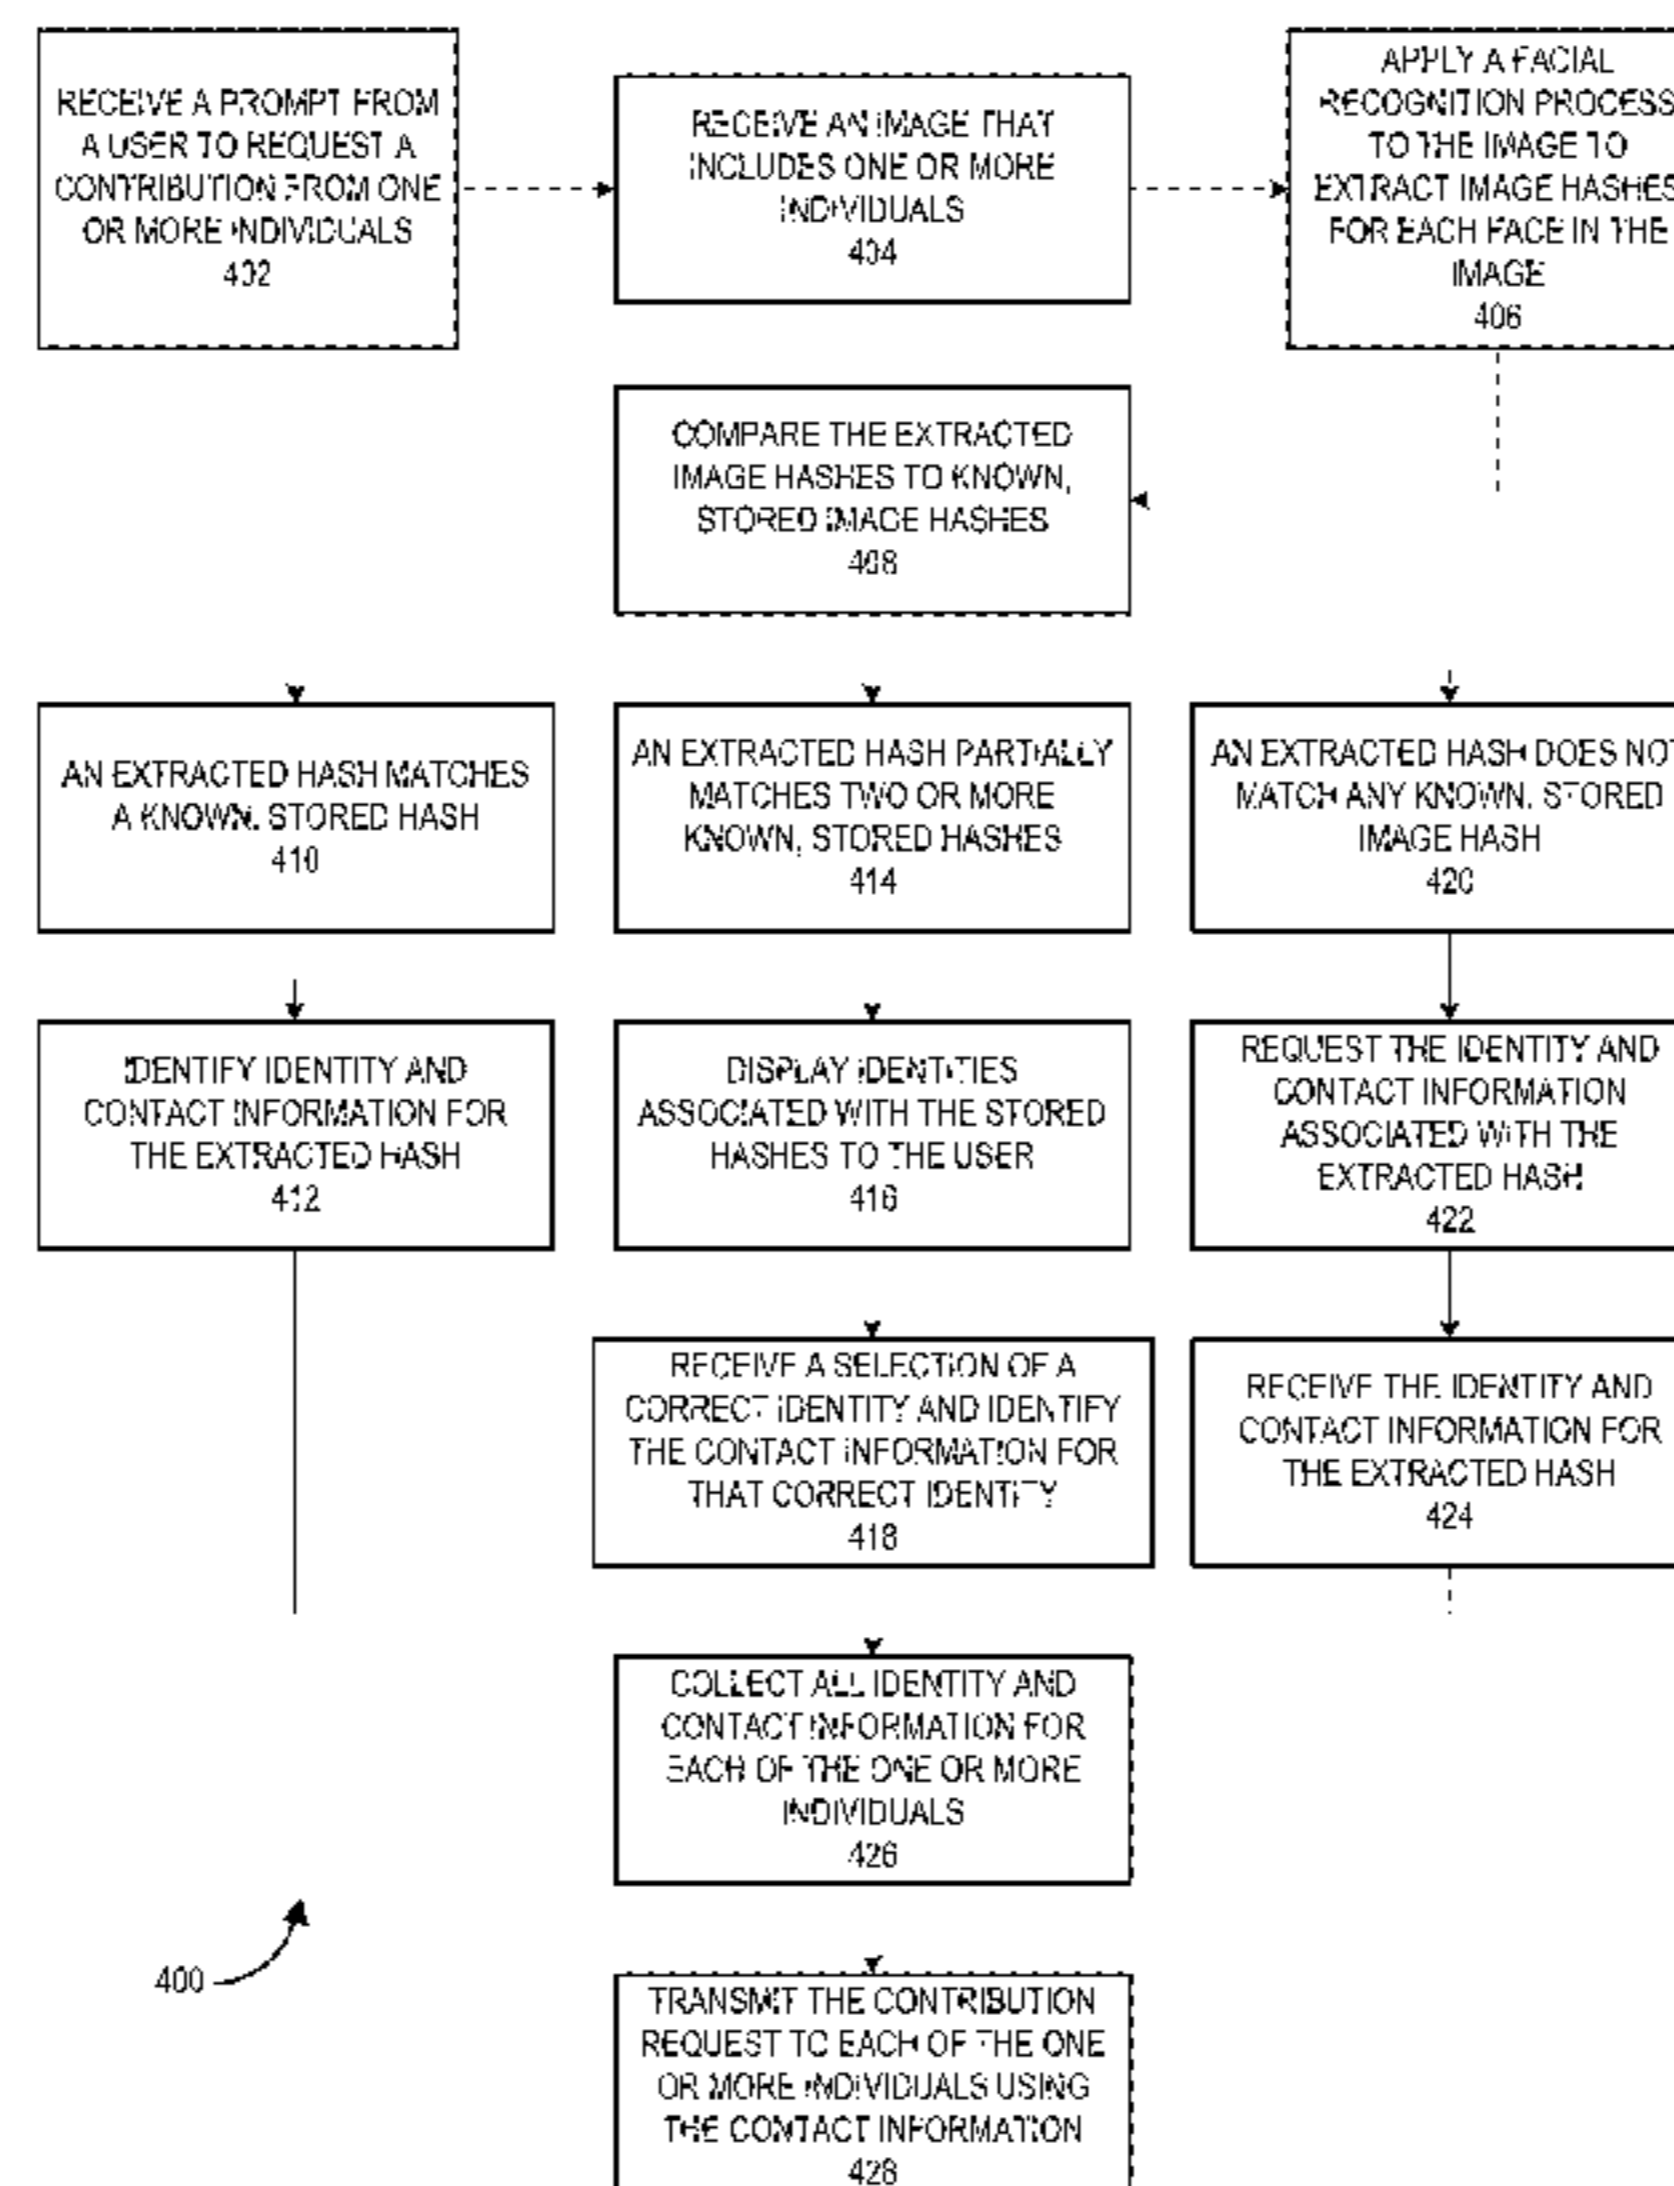 RECEIVE A PROMPT FROM
A USER TO REQUEST A
CONTRIBUTION FROM ONE
OR MORE INDIVIDUALS
402
RECEIVE AN IMAGE THAT
INCLUDES ONE OR MORE
INDIVIDUALS
404
APPLY A FACIAL
RECOGNITION PROCESS
TO THE IMAGE TO
EXTRACT IMAGE HASHES
FOR EACH FACE IN THE
IMAGE
406
COMPARE THE EXTRACTED
IMAGE HASHES TO KNOWN,
STORED IMAGE HASHES
408
AN EXTRACTED HASH MATCHES
A KNOWN, STORED HASH
410
AN EXTRACTED HASH PARTIALLY
MATCHES TWO OR MORE
KNOWN, STORED HASHES
414
AN EXTRACTED HASH DOES NOT
MATCH ANY KNOWN, STORED
IMAGE HASH
420
IDENTIFY IDENTITY AND
CONTACT INFORMATION FOR
THE EXTRACTED HASH
412
DISPLAY IDENTITIES
ASSOCIATED WITH THE STORED
HASHES TO THE USER
416
REQUEST THE IDENTITY AND
CONTACT INFORMATION
ASSOCIATED WITH THE
EXTRACTED HASH
422
RECEIVE A SELECTION OF A
CORRECT IDENTITY AND IDENTIFY
THE CONTACT INFORMATION FOR
THAT CORRECT IDENTITY
418
RECEIVE THE IDENTITY AND
CONTACT INFORMATION FOR
THE EXTRACTED HASH
424
COLLECT ALL IDENTITY AND
CONTACT INFORMATION FOR
EACH OF THE ONE OR MORE
INDIVIDUALS
426
400
TRANSMIT THE CONTRIBUTION
REQUEST TO EACH OF THE ONE
OR MORE INDIVIDUALS USING
THE CONTACT INFORMATION
428